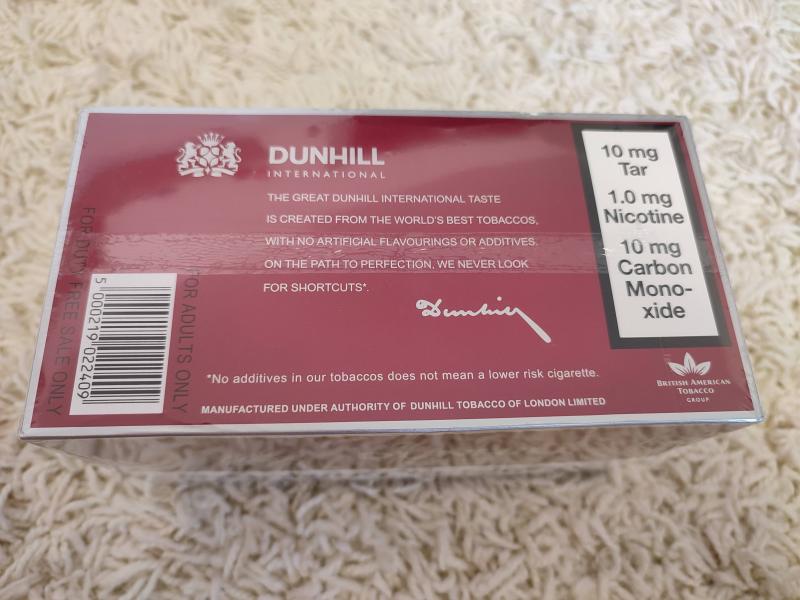 DUNHILL
INTERNATIONAL
THE GREAT DUNHILL INTERNATIONAL TASTE
IS CREATED FROM THE WORLD'S BEST TOBACCOS,
WITH NO ARTIFICIAL FLAVOURINGS OR ADDITIVES.
ON THE PATH TO PERFECTION, WE NEVER LOOK
FOR SHORTCUTS*.
Dunhill
*No additives in our tobaccos does not mean a lower risk cigarette.
MANUFACTURED UNDER AUTHORITY OF DUNHILL TOBACCO OF LONDON LIMITED
10 mg
Tar
1.0 mg
Nicotine
10 mg
Carbon
Mono-
xide
BRITISH AMERICAN
TOBACCO
GROUP
FOR DUTY FREE SALE ONLY
5 000219 022409
FOR ADULTS ONLY